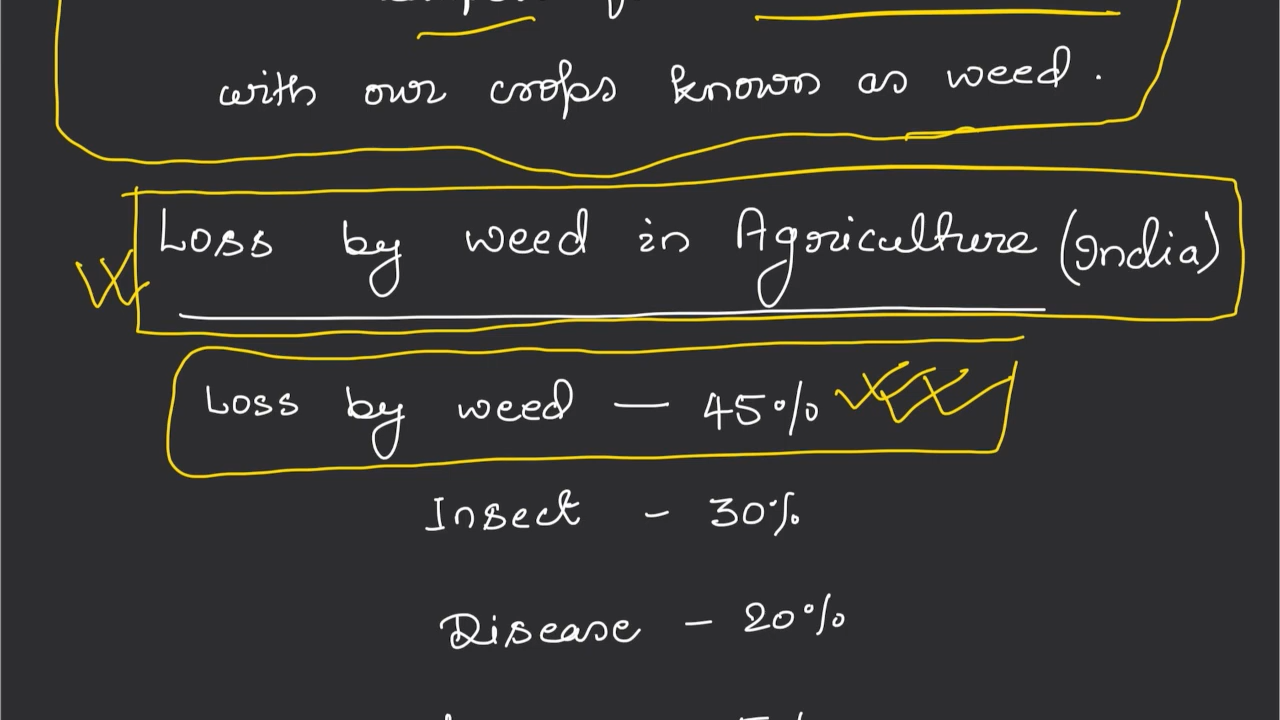 with our crops known as weed.
Loss by weed in Agriculture (India)
Loss by weed — 45%
Insect - 30%
Disease - 20%